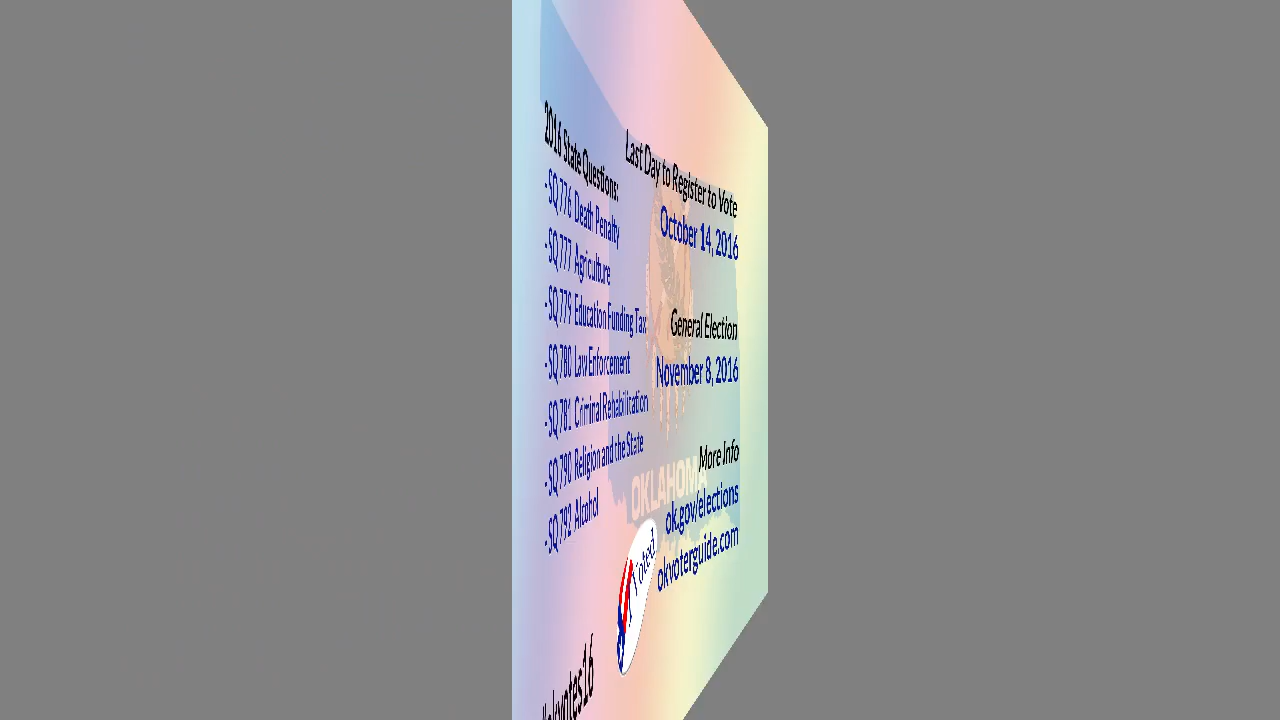 2016 State Questions:
-SQ 776 Death Penalty
-SQ 777 Agriculture
-SQ 779 Education Funding Tax
-SQ 780 Law Enforcement
-SQ 781 Criminal Rehabilitation
-SQ 790 Religion and the State
-SQ 792 Alcohol
Last Day to Register to Vote
October 14, 2016
General Election
November 8, 2016
More Info
ok.gov/elections
okvoterguide.com
OKLAHOMA
I Voted
#okvotes16